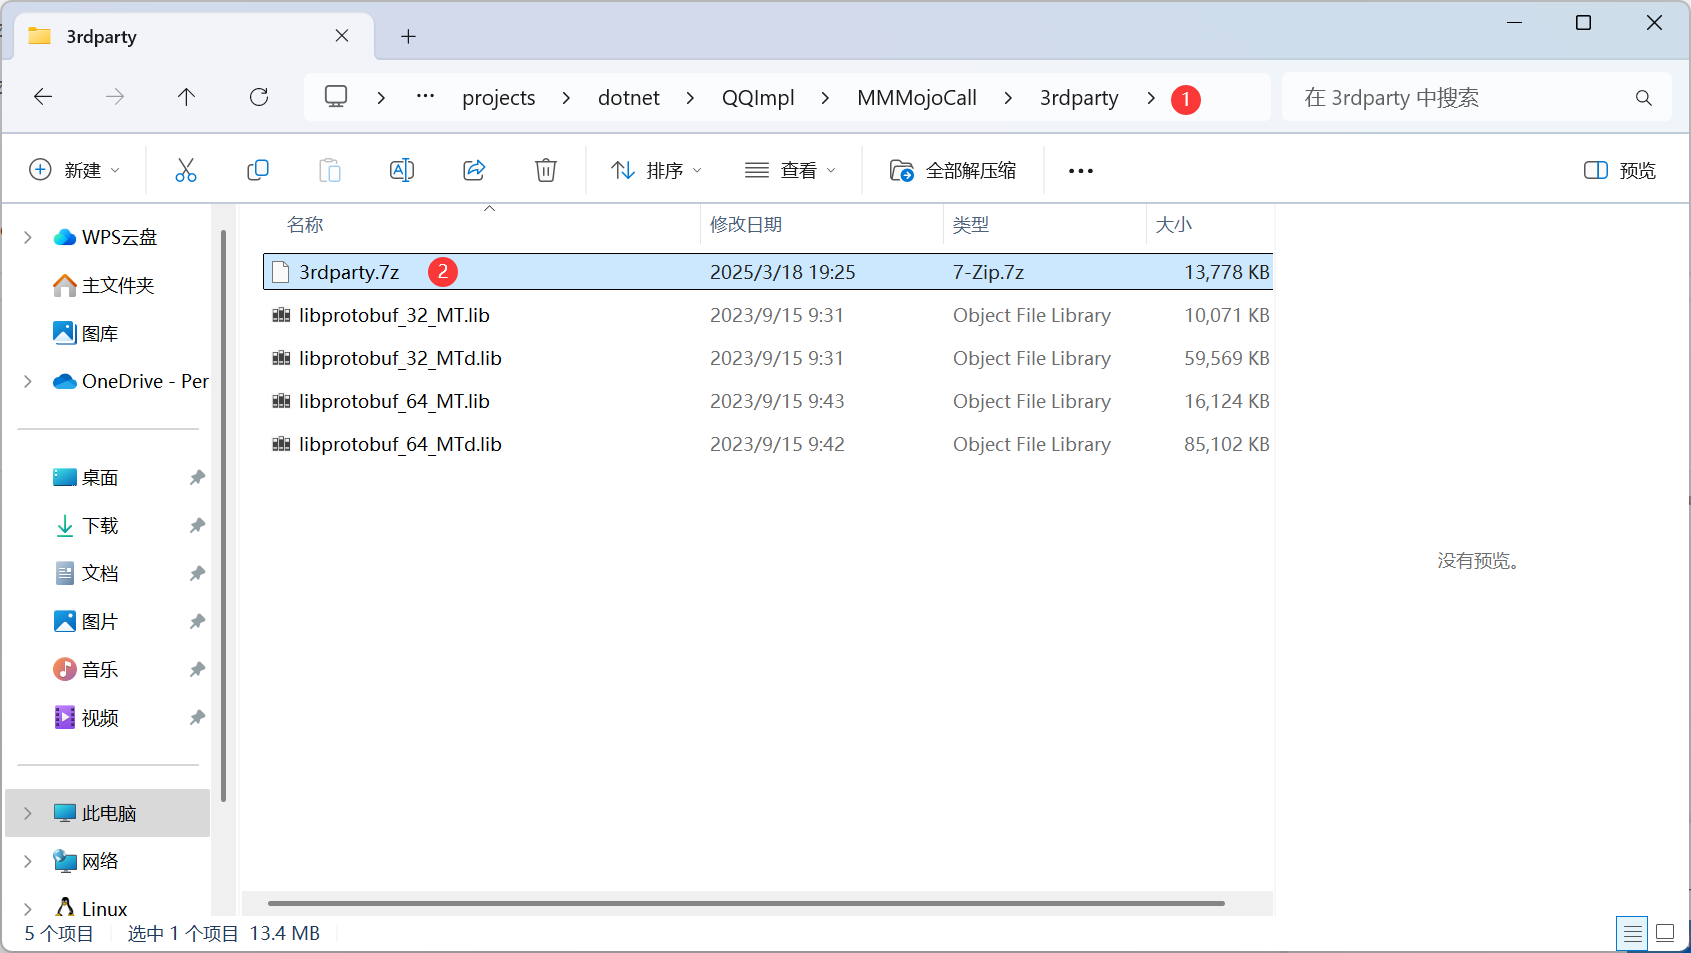 3rdparty
projects dotnet QQImpl MMMojoCall 3rdparty 1
在 3rdparty 中搜索
新建 排序 查看 全部解压缩 预览
WPS云盘
主文件夹
图库
OneDrive - Per
桌面
下载
文档
图片
音乐
视频
此电脑
网络
Linux
名称 修改日期 类型 大小
3rdparty.7z 2 2025/3/18 19:25 7-Zip.7z 13,778 KB
libprotobuf_32_MT.lib 2023/9/15 9:31 Object File Library 10,071 KB
libprotobuf_32_MTd.lib 2023/9/15 9:31 Object File Library 59,569 KB
libprotobuf_64_MT.lib 2023/9/15 9:43 Object File Library 16,124 KB
libprotobuf_64_MTd.lib 2023/9/15 9:42 Object File Library 85,102 KB
没有预览。
5 个项目 选中 1 个项目 13.4 MB